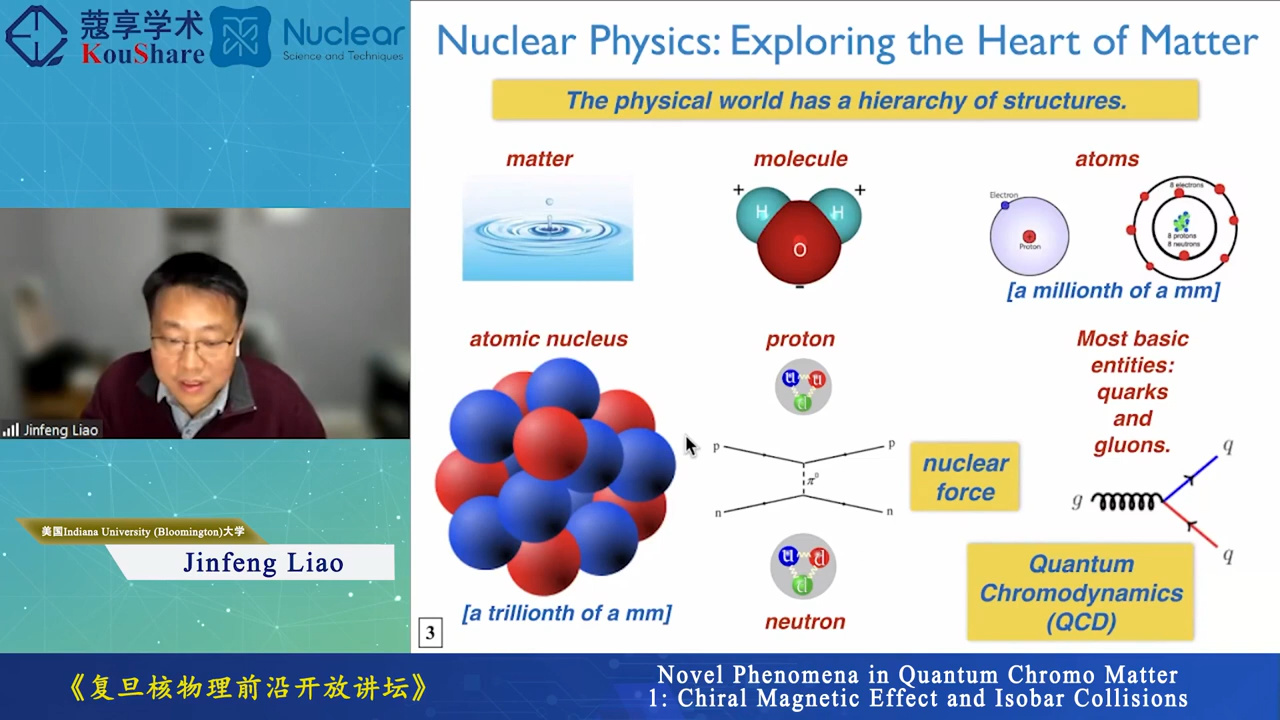 蔻享学术
KouShare
Nuclear
Science and Techniques
Jinfeng Liao
美国Indiana University (Bloomington)大学
Jinfeng Liao
Nuclear Physics: Exploring the Heart of Matter
The physical world has a hierarchy of structures.
matter
molecule
atoms
+
+
H
H
O
-
Electron
Proton
8 electrons
8 protons
8 neutrons
[a millionth of a mm]
atomic nucleus
proton
Most basic
entities:
quarks
and
gluons.
u
u
d
p
p
π⁰
n
n
nuclear
force
g
q
q
u
d
d
[a trillionth of a mm]
neutron
Quantum
Chromodynamics
(QCD)
3
《复旦核物理前沿开放讲坛》
Novel Phenomena in Quantum Chromo Matter
1: Chiral Magnetic Effect and Isobar Collisions